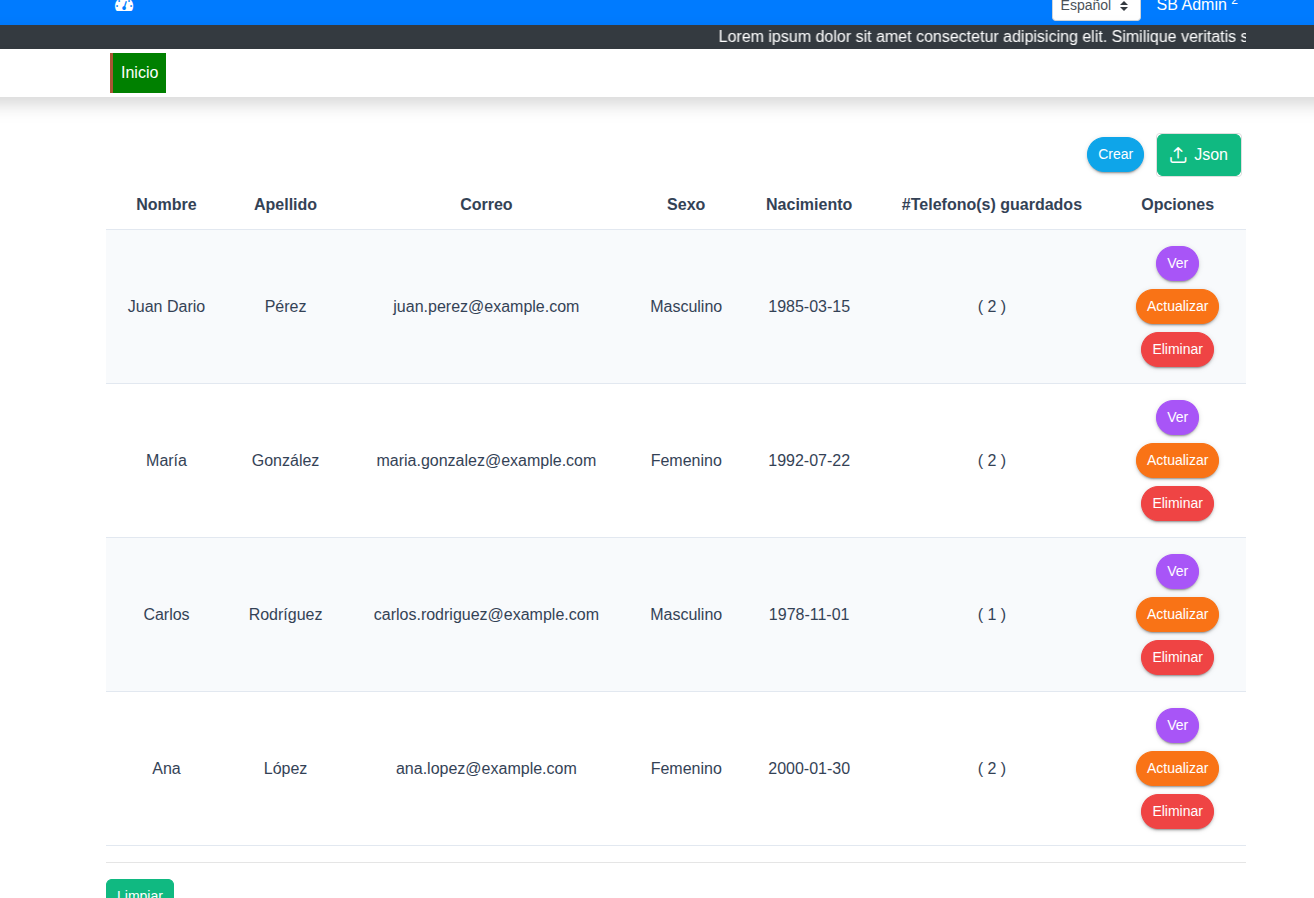 Español SB Admin 2
Lorem ipsum dolor sit amet consectetur adipisicing elit. Similique veritatis s
Inicio
Crear Json
Nombre Apellido Correo Sexo Nacimiento #Telefono(s) guardados Opciones
Ver
Juan Dario Pérez juan.perez@example.com Masculino 1985-03-15 ( 2 ) Actualizar
Eliminar
Ver
María González maria.gonzalez@example.com Femenino 1992-07-22 ( 2 ) Actualizar
Eliminar
Ver
Carlos Rodríguez carlos.rodriguez@example.com Masculino 1978-11-01 ( 1 ) Actualizar
Eliminar
Ver
Ana López ana.lopez@example.com Femenino 2000-01-30 ( 2 ) Actualizar
Eliminar
Limpiar